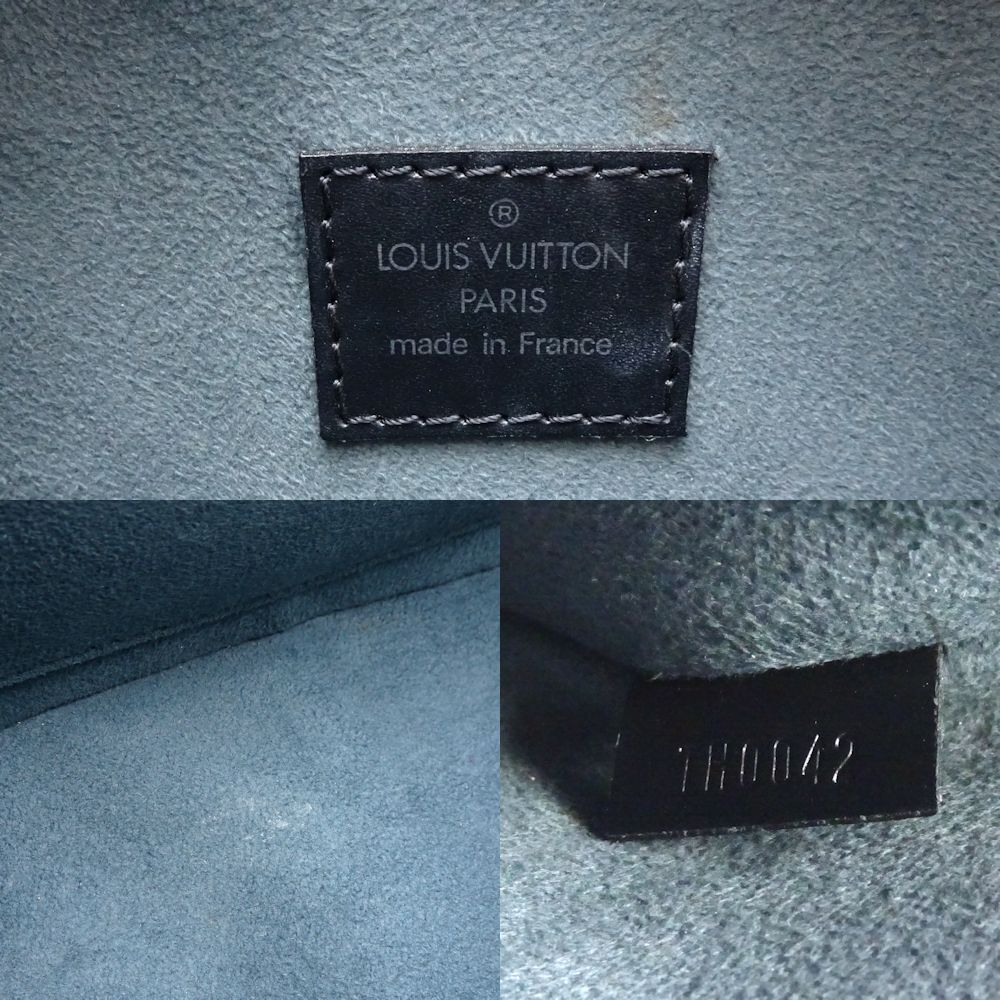 ®
LOUIS VUITTON
PARIS
made in France
TH0042